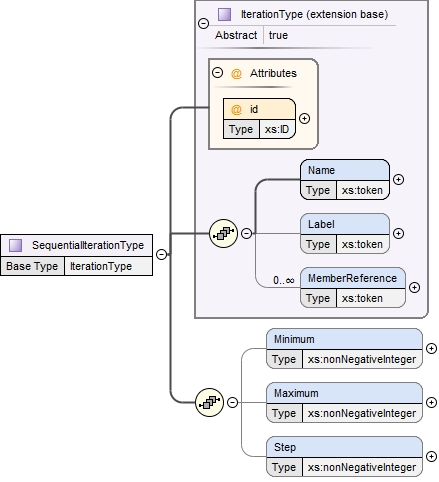 IterationType (extension base)
Abstract true
@ Attributes
@ id
Type xs:ID
Name
Type xs:token
Label
Type xs:token
0..∞ MemberReference
Type xs:token
SequentialIterationType
Base Type IterationType
Minimum
Type xs:nonNegativeInteger
Maximum
Type xs:nonNegativeInteger
Step
Type xs:nonNegativeInteger